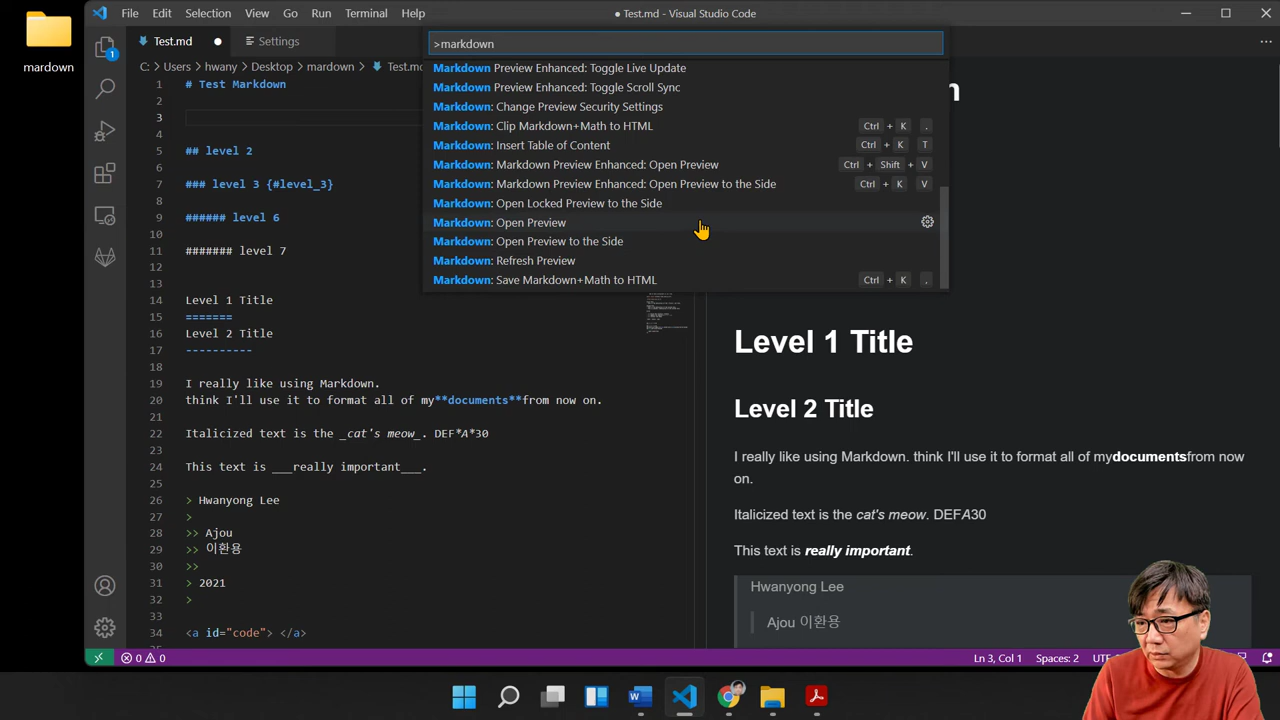 mardown
File Edit Selection View Go Run Terminal Help
● Test.md - Visual Studio Code
1
Test.md ●
Settings
>markdown
C: > Users > hwany > Desktop > mardown > Test.md
Markdown Preview Enhanced: Toggle Live Update
Markdown Preview Enhanced: Toggle Scroll Sync
Markdown: Change Preview Security Settings
Markdown: Clip Markdown+Math to HTML Ctrl + K .
Markdown: Insert Table of Content Ctrl + K T
Markdown: Markdown Preview Enhanced: Open Preview Ctrl + Shift + V
Markdown: Markdown Preview Enhanced: Open Preview to the Side Ctrl + K V
Markdown: Open Locked Preview to the Side
Markdown: Open Preview
Markdown: Open Preview to the Side
Markdown: Refresh Preview
Markdown: Save Markdown+Math to HTML Ctrl + K ,
1 # Test Markdown
2
3
5 ## level 2
6
7 ### level 3 {#level_3}
8
9 ###### level 6
10
11 ####### level 7
12
13
14 Level 1 Title
15 =======
16 Level 2 Title
17 ----------
18
19 I really like using Markdown.
20 think I'll use it to format all of my**documents**from now on.
21
22 Italicized text is the _cat's meow_. DEF*A*30
23
24 This text is ___really important___.
25
26 > Hwanyong Lee
27 >
28 >> Ajou
29 >> 이환용
30 >>
31 > 2021
32 >
33
34 <a id="code"> </a>
n
Level 1 Title
Level 2 Title
I really like using Markdown. think I'll use it to format all of mydocumentsfrom now
on.
Italicized text is the cat's meow. DEFA30
This text is really important.
Hwanyong Lee
Ajou 이환용
0 0
Ln 3, Col 1 Spaces: 2